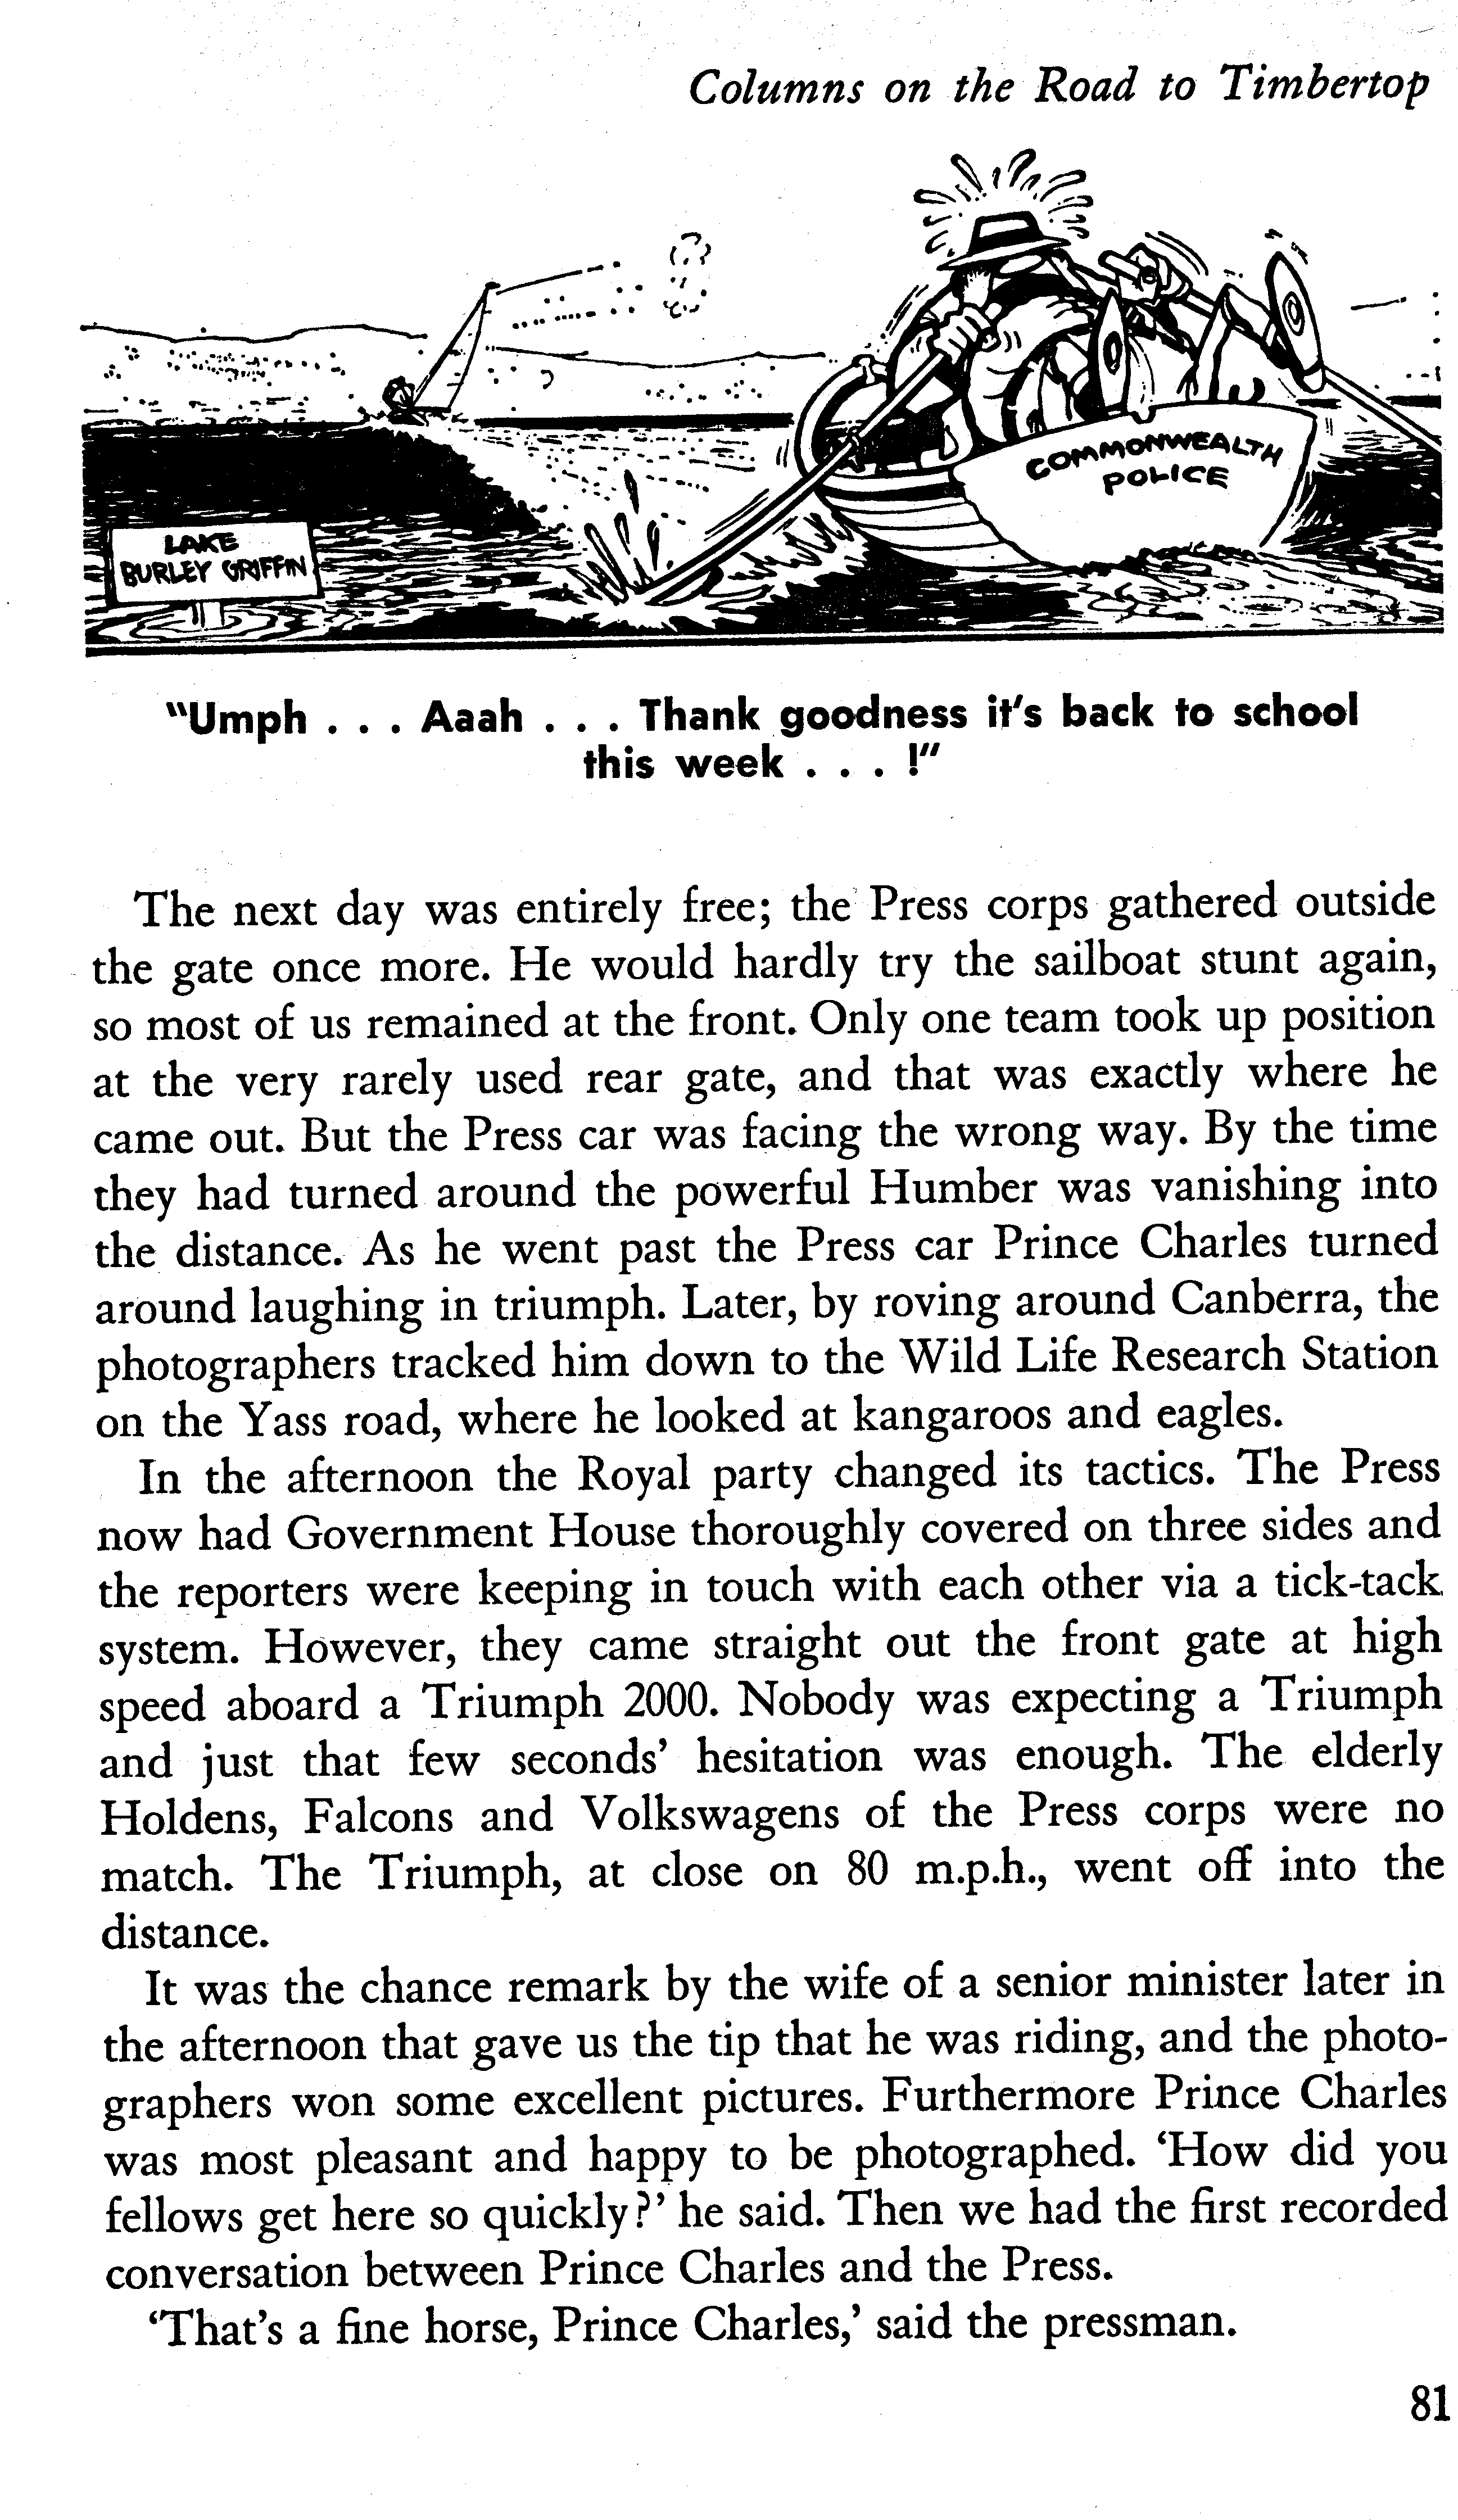 Columns on the Road to Timbertop
COMMONWEALTH
POLICE
LAKE
BURLEY GRIFFIN
"Umph . . . Aaah . . . Thank goodness it's back to school
this week . . . !"
The next day was entirely free; the Press corps gathered outside
the gate once more. He would hardly try the sailboat stunt again,
so most of us remained at the front. Only one team took up position
at the very rarely used rear gate, and that was exactly where he
came out. But the Press car was facing the wrong way. By the time
they had turned around the powerful Humber was vanishing into
the distance. As he went past the Press car Prince Charles turned
around laughing in triumph. Later, by roving around Canberra, the
photographers tracked him down to the Wild Life Research Station
on the Yass road, where he looked at kangaroos and eagles.
In the afternoon the Royal party changed its tactics. The Press
now had Government House thoroughly covered on three sides and
the reporters were keeping in touch with each other via a tick-tack
system. However, they came straight out the front gate at high
speed aboard a Triumph 2000. Nobody was expecting a Triumph
and just that few seconds' hesitation was enough. The elderly
Holdens, Falcons and Volkswagens of the Press corps were no
match. The Triumph, at close on 80 m.p.h., went off into the
distance.
It was the chance remark by the wife of a senior minister later in
the afternoon that gave us the tip that he was riding, and the photo-
graphers won some excellent pictures. Furthermore Prince Charles
was most pleasant and happy to be photographed. ‘How did you
fellows get here so quickly?’ he said. Then we had the first recorded
conversation between Prince Charles and the Press.
‘That’s a fine horse, Prince Charles,’ said the pressman.
81